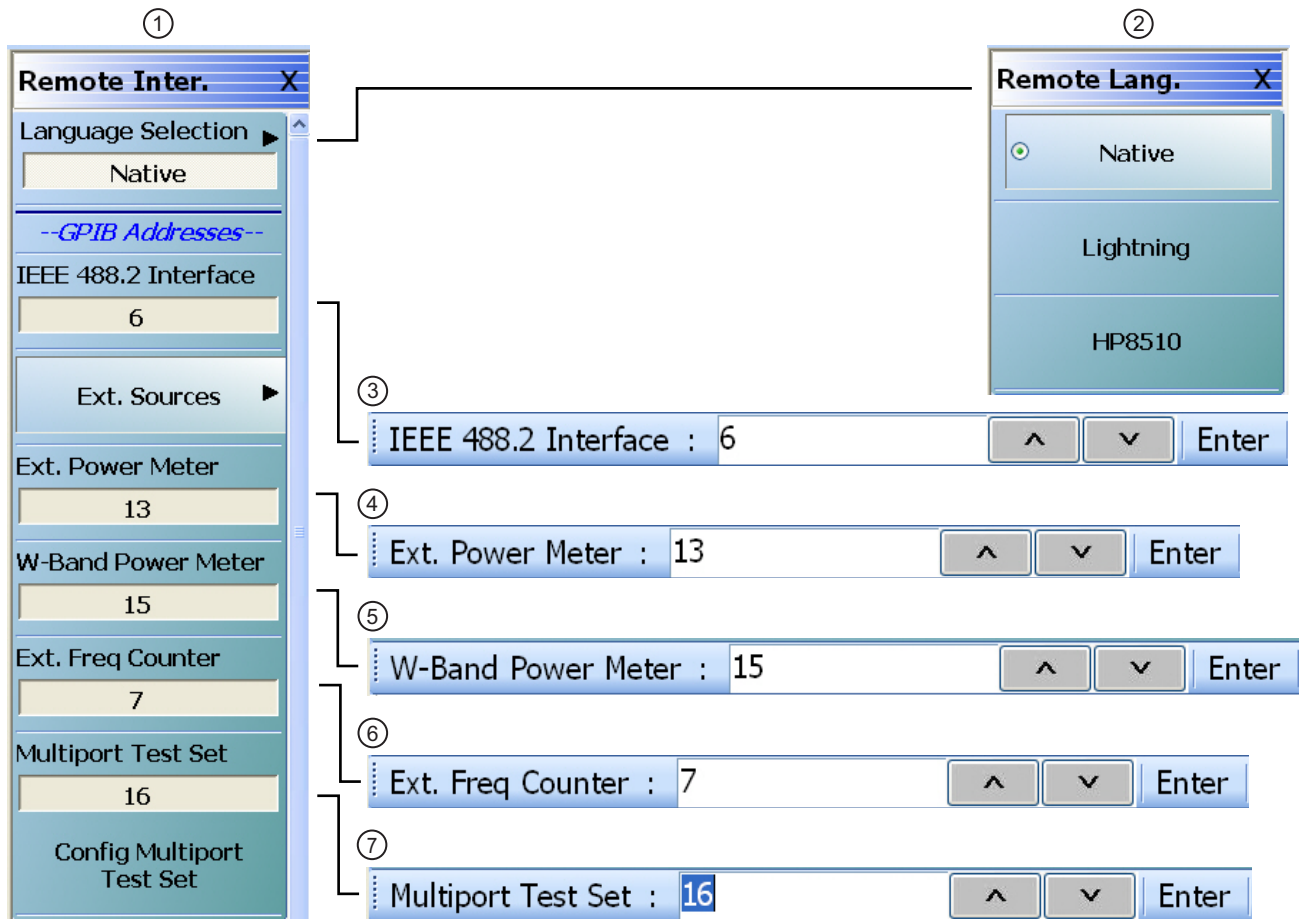 ①
Remote Inter. X
Language Selection
Native
--GPIB Addresses--
IEEE 488.2 Interface
6
Ext. Sources
Ext. Power Meter
13
W-Band Power Meter
15
Ext. Freq Counter
7
Multiport Test Set
16
Config Multiport
Test Set
②
Remote Lang. X
Native
Lightning
HP8510
③
IEEE 488.2 Interface : 6 Enter
④
Ext. Power Meter : 13 Enter
⑤
W-Band Power Meter : 15 Enter
⑥
Ext. Freq Counter : 7 Enter
⑦
Multiport Test Set : 16 Enter